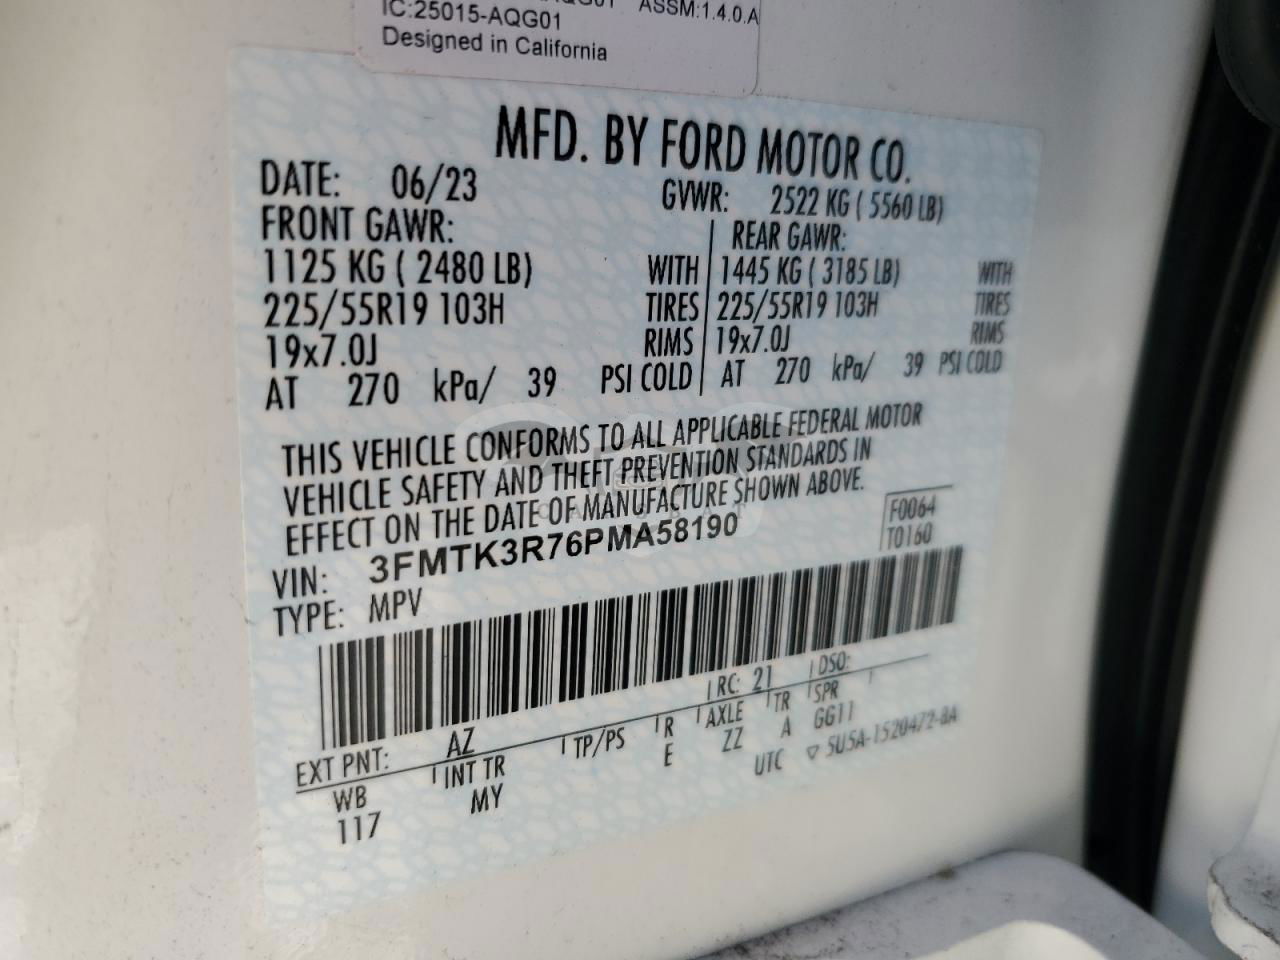 ASSM:1.4.0.A
IC:25015-AQG01
Designed in California
MFD. BY FORD MOTOR CO.
DATE: 06/23 GVWR: 2522 KG ( 5560 LB)
FRONT GAWR: REAR GAWR:
1125 KG ( 2480 LB) WITH 1445 KG ( 3185 LB) WITH
225/55R19 103H TIRES 225/55R19 103H TIRES
19x7.0J RIMS 19x7.0J RIMS
AT 270 kPa/ 39 PSI COLD AT 270 kPa/ 39 PSI COLD
THIS VEHICLE CONFORMS TO ALL APPLICABLE FEDERAL MOTOR
VEHICLE SAFETY AND THEFT PREVENTION STANDARDS IN
EFFECT ON THE DATE OF MANUFACTURE SHOWN ABOVE.
F0064
VIN: 3FMTK3R76PMA58190 T0160
TYPE: MPV
RC: 21 DSO:
EXT PNT: AZ
WB INT TR TP/PS R AXLE TR SPR
117 MY E ZZ A GG11
UTC ▽ 5U5A-1520472-BA